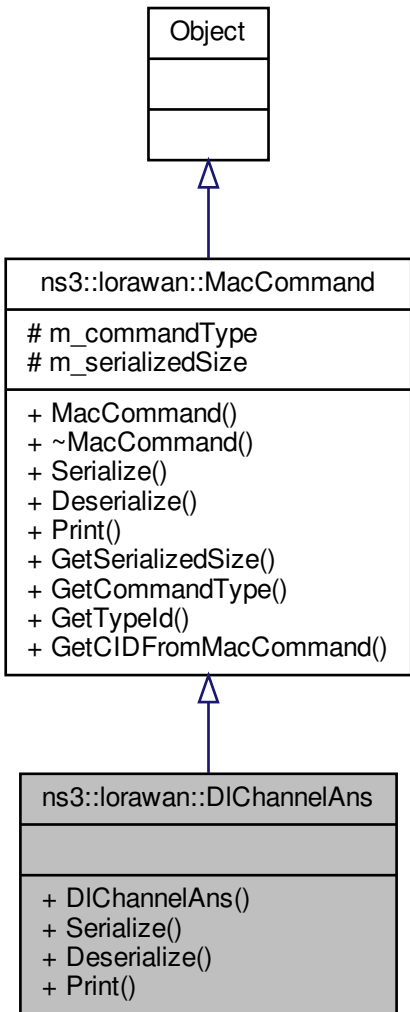 Object
ns3::lorawan::MacCommand
# m_commandType
# m_serializedSize
+ MacCommand()
+ ~MacCommand()
+ Serialize()
+ Deserialize()
+ Print()
+ GetSerializedSize()
+ GetCommandType()
+ GetTypeId()
+ GetCIDFromMacCommand()
ns3::lorawan::DlChannelAns
+ DlChannelAns()
+ Serialize()
+ Deserialize()
+ Print()